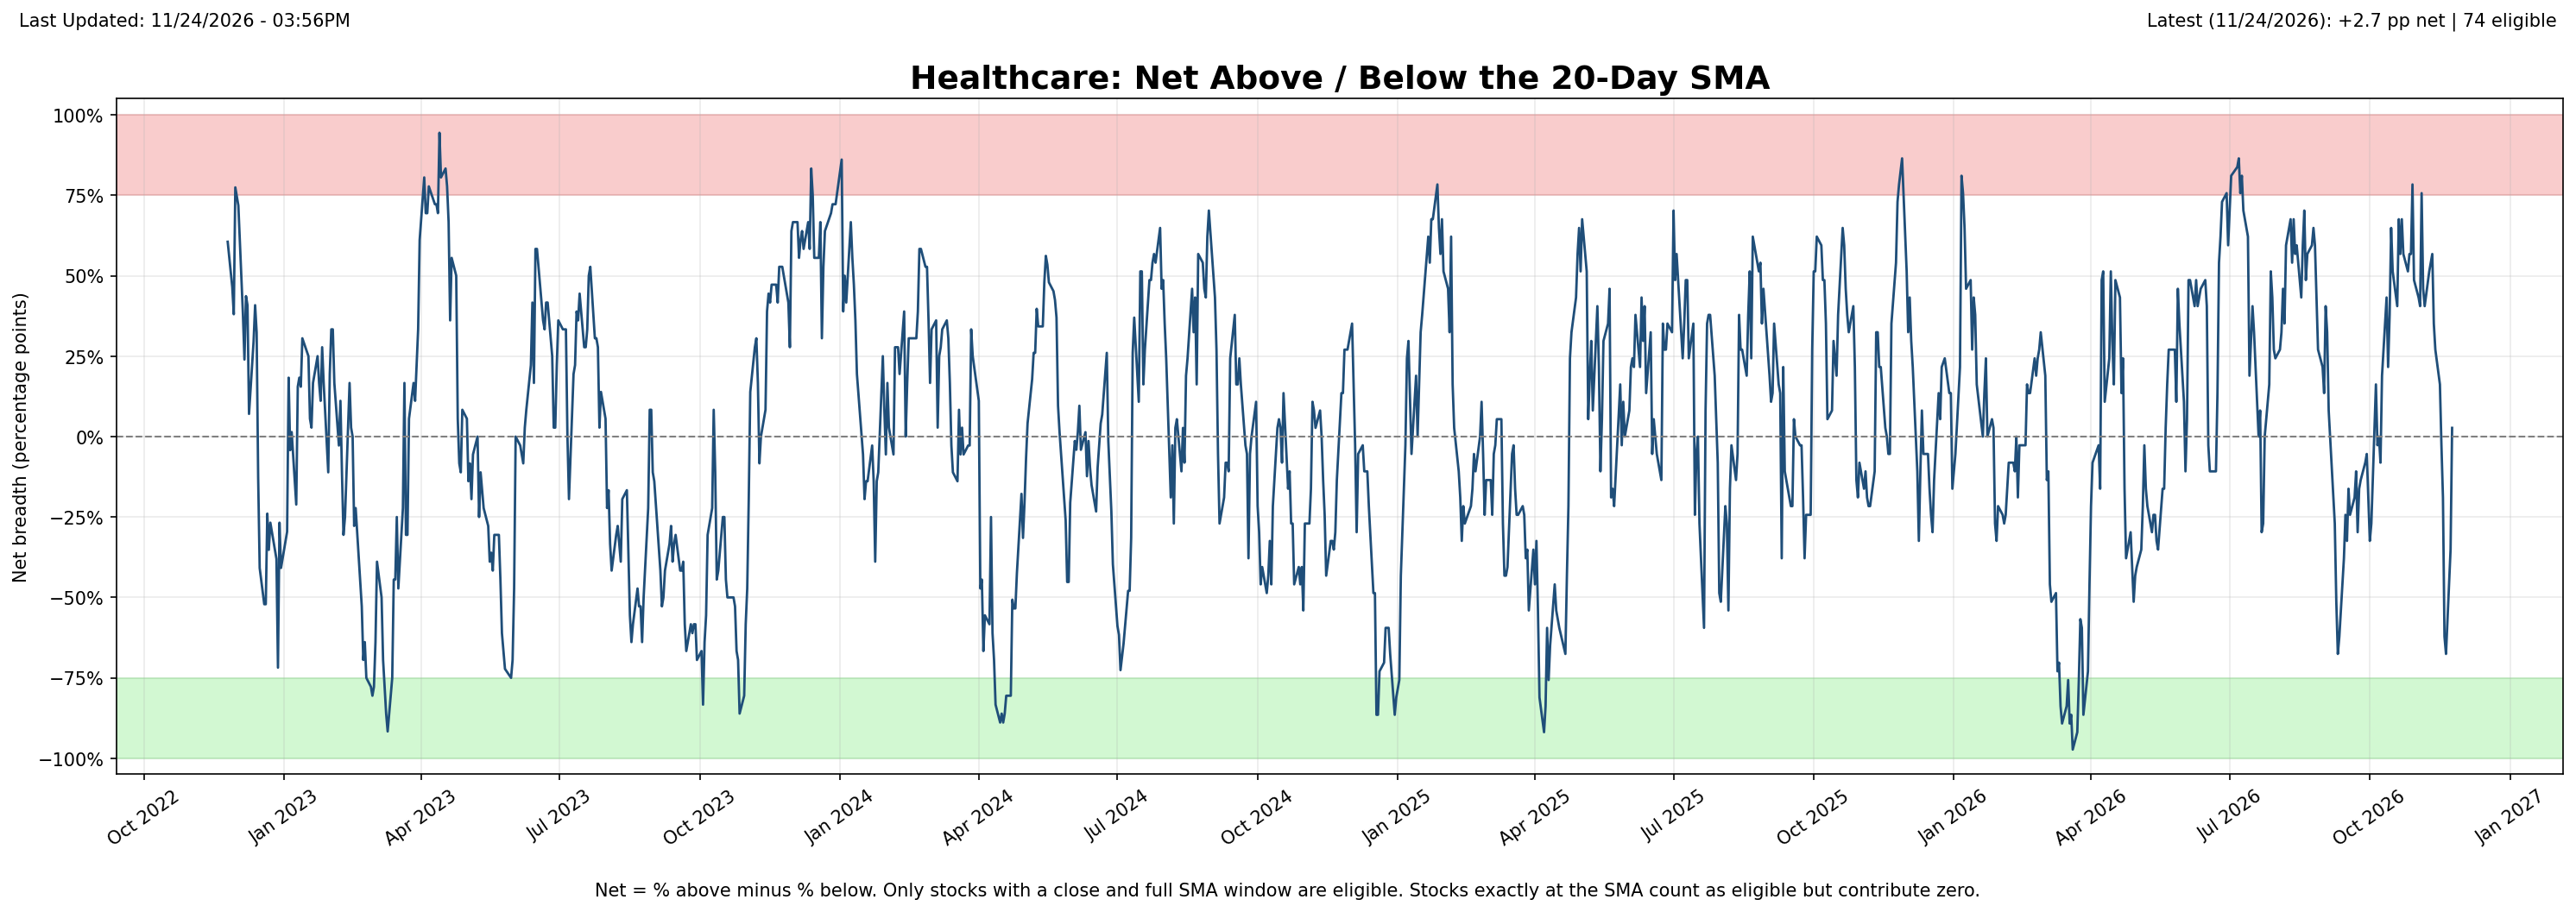 Last Updated: 11/24/2026 - 03:56PM
Latest (11/24/2026): +2.7 pp net | 74 eligible
Healthcare: Net Above / Below the 20-Day SMA
Net breadth (percentage points)
100%
75%
50%
25%
0%
−25%
−50%
−75%
−100%
Oct 2022
Jan 2023
Apr 2023
Jul 2023
Oct 2023
Jan 2024
Apr 2024
Jul 2024
Oct 2024
Jan 2025
Apr 2025
Jul 2025
Oct 2025
Jan 2026
Apr 2026
Jul 2026
Oct 2026
Jan 2027
Net = % above minus % below. Only stocks with a close and full SMA window are eligible. Stocks exactly at the SMA count as eligible but contribute zero.